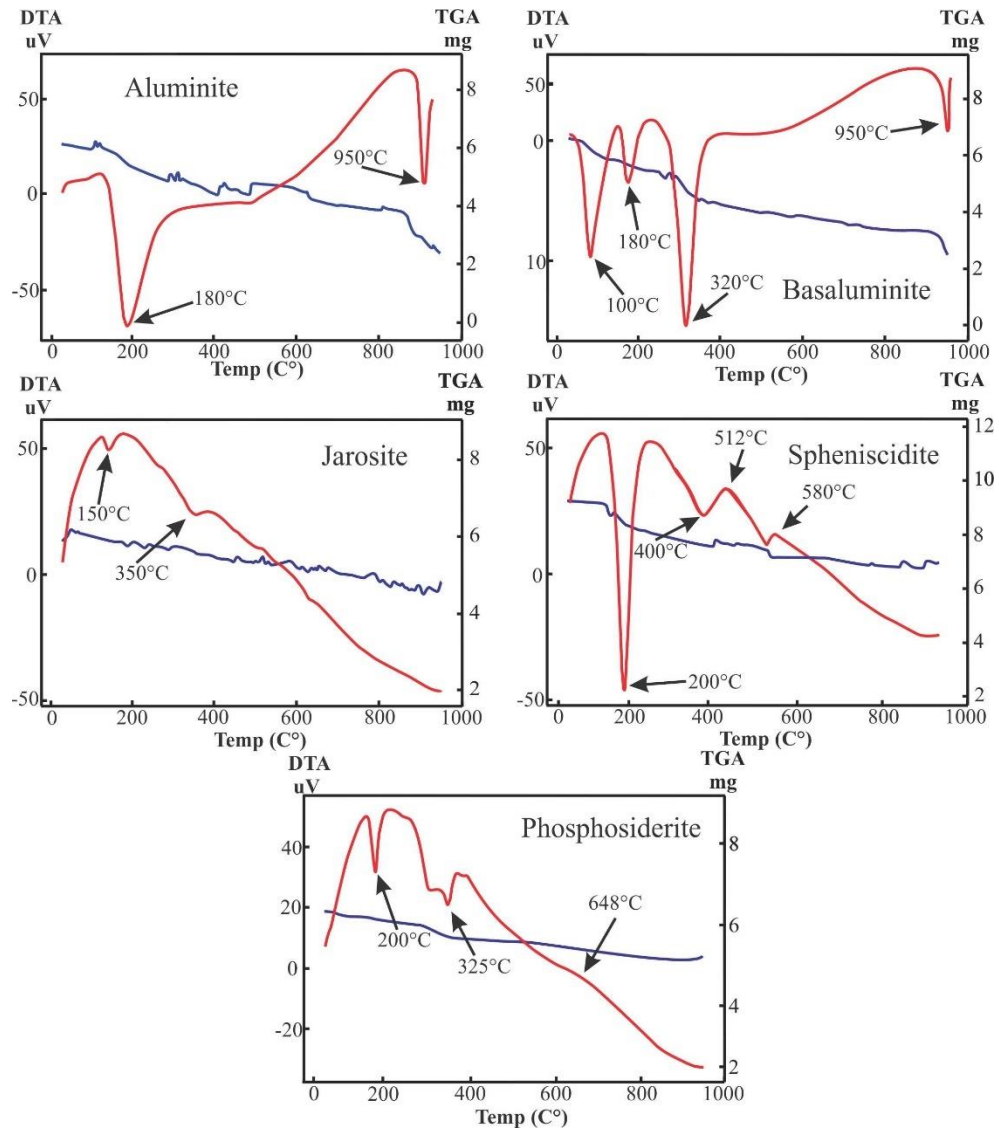 DTA
uV
TGA
mg
Aluminite
50
0
-50
8
6
4
2
0
950°C
180°C
0 200 400 600 800 1000
Temp (C°)
DTA
uV
TGA
mg
50
0
10
8
6
4
2
0
950°C
180°C
100°C
320°C
Basaluminite
0 200 400 600 800 1000
Temp (C°)
DTA
uV
TGA
mg
Jarosite
50
0
-50
8
6
4
2
150°C
350°C
0 200 400 600 800 1000
Temp (C°)
DTA
uV
TGA
mg
512°C
Spheniscidite
50
0
-50
12
10
8
6
4
2
580°C
400°C
200°C
0 200 400 600 800 1000
Temp (C°)
DTA
uV
TGA
mg
Phosphosiderite
40
20
0
-20
8
6
4
2
648°C
200°C
325°C
0 200 400 600 800 1000
Temp (C°)